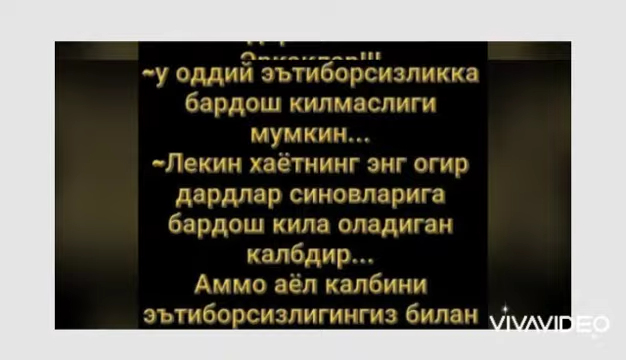 Эркаклар!!!
~у оддий эътиборсизликка
бардош килмаслиги
мумкин...
~Лекин хаётнинг энг огир
дардлар синовларига
бардош кила оладиган
калбдир...
Аммо аёл калбини
эътиборсизлигингиз билан
VIVAVIDEO